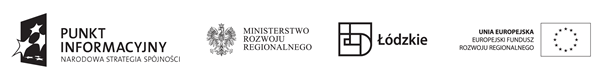 PUNKT
INFORMACYJNY
NARODOWA STRATEGIA SPÓJNOŚCI
MINISTERSTWO
ROZWOJU
REGIONALNEGO
Łódzkie
UNIA EUROPEJSKA
EUROPEJSKI FUNDUSZ
ROZWOJU REGIONALNEGO